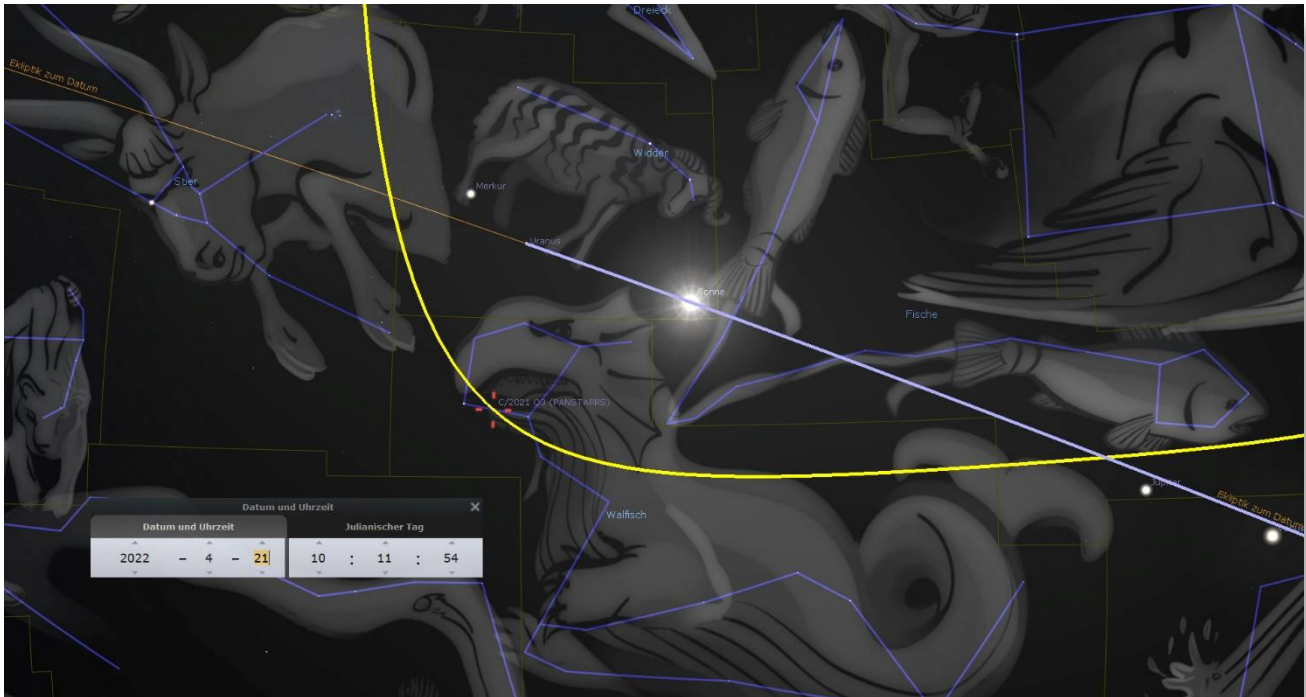 Dreieck
Ekliptik zum Datum
Widder
Stier
Merkur
Uranus
Sonne
Fische
C/2021 O3 (PANSTARRS)
Jupiter
Ekliptik zum Datum
Walfisch
Datum und Uhrzeit
Datum und Uhrzeit Julianischer Tag
2022 - 4 - 21 10 : 11 : 54